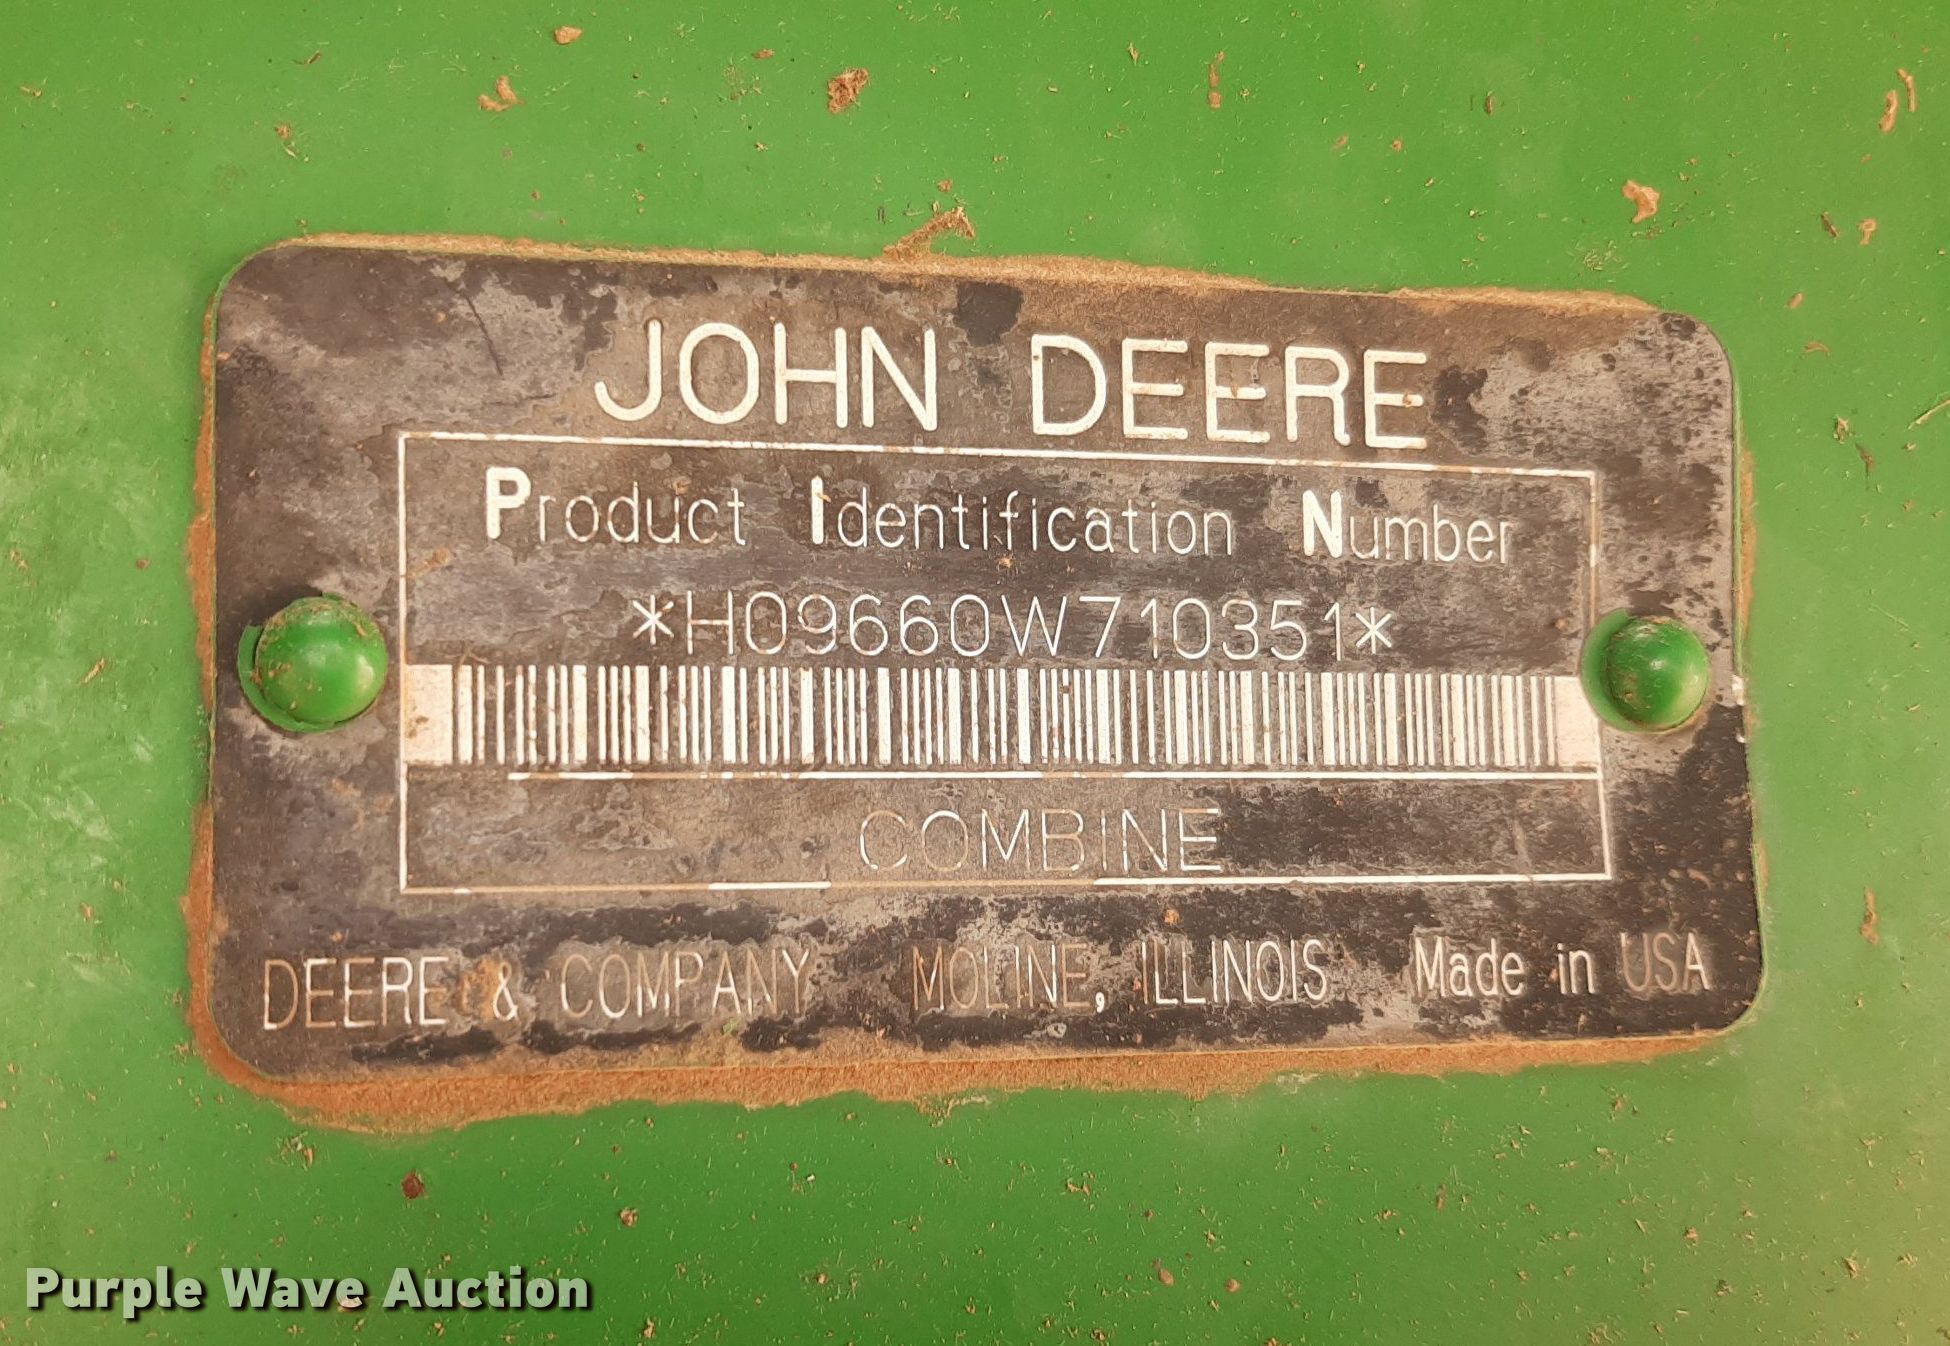 JOHN DEERE
Product Identification Number
*H09660W710351*
COMBINE
DEERE & COMPANY MOLINE, ILLINOIS Made in USA
Purple Wave Auction